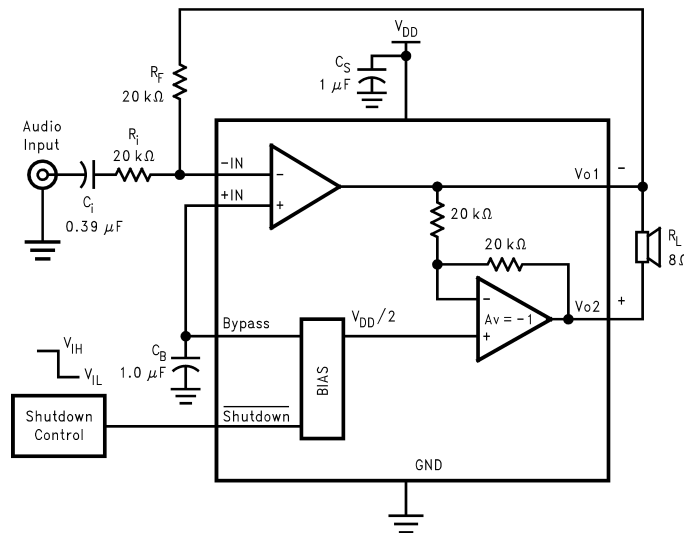 V_DD
C_S
1 μF
R_F
20 kΩ
Audio
Input
R_i
20 kΩ
C_i
0.39 μF
-IN
+IN
-
+
Vo1
-
20 kΩ
20 kΩ
R_L
8Ω
-
Av = -1
+
Vo2
+
Bypass
V_DD/2
C_B
1.0 μF
BIAS
V_IH
V_IL
Shutdown
Shutdown
Control
GND